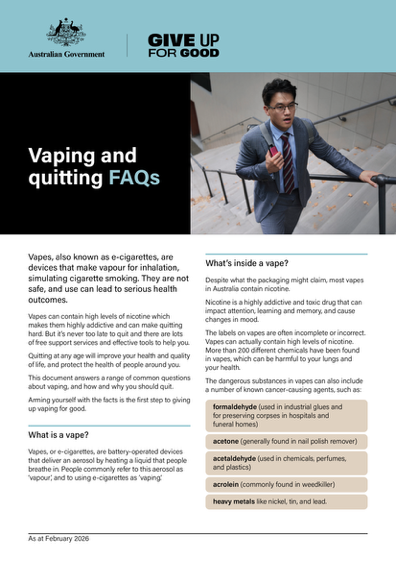 Australian Government
GIVE UP
FOR GOOD
Vaping and
quitting FAQs
Vapes, also known as e-cigarettes, are
devices that make vapour for inhalation,
simulating cigarette smoking. They are not
safe, and use can lead to serious health
outcomes.
Vapes can contain high levels of nicotine which
makes them highly addictive and can make quitting
hard. But it's never too late to quit and there are lots
of free support services and effective tools to help you.
Quitting at any age will improve your health and quality
of life, and protect the health of people around you.
This document answers a range of common questions
about vaping, and how and why you should quit.
Arming yourself with the facts is the first step to giving
up vaping for good.
What is a vape?
Vapes, or e-cigarettes, are battery-operated devices
that deliver an aerosol by heating a liquid that people
breathe in. People commonly refer to this aerosol as
'vapour', and to using e-cigarettes as 'vaping'.
What's inside a vape?
Despite what the packaging might claim, most vapes
in Australia contain nicotine.
Nicotine is a highly addictive and toxic drug that can
impact attention, learning and memory, and cause
changes in mood.
The labels on vapes are often incomplete or incorrect.
Vapes can actually contain high levels of nicotine.
More than 200 different chemicals have been found
in vapes, which can be harmful to your lungs and
your health.
The dangerous substances in vapes can also include
a number of known cancer-causing agents, such as:
formaldehyde (used in industrial glues and
for preserving corpses in hospitals and
funeral homes)
acetone (generally found in nail polish remover)
acetaldehyde (used in chemicals, perfumes,
and plastics)
acrolein (commonly found in weedkiller)
heavy metals like nickel, tin, and lead.
As at February 2026